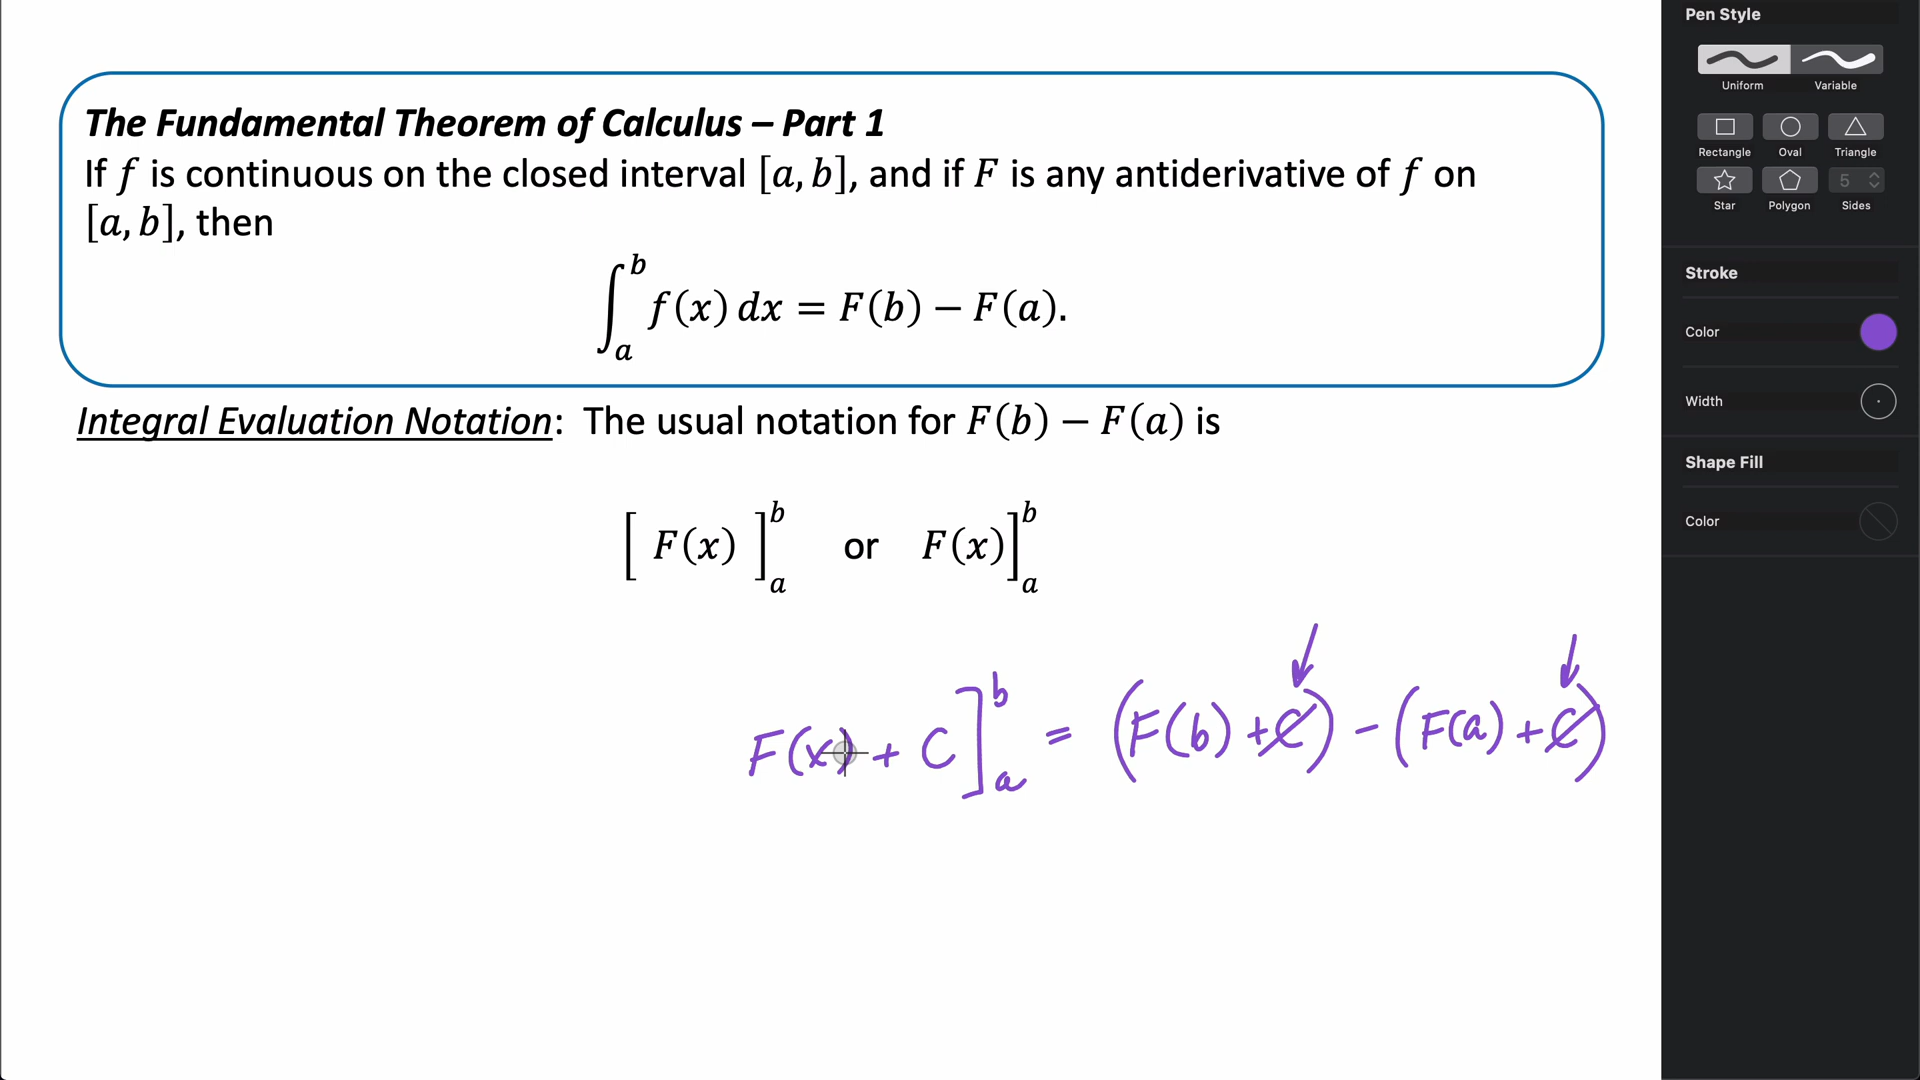 The Fundamental Theorem of Calculus – Part 1
If f is continuous on the closed interval [a, b], and if F is any antiderivative of f on
[a, b], then
∫_a^b f(x) dx = F(b) − F(a).
Integral Evaluation Notation:  The usual notation for F(b) − F(a) is
[ F(x) ]_a^b or F(x)]_a^b
F(x) + C ]_a^b = (F(b) + C) - (F(a) + C)
Pen Style
Uniform Variable
Rectangle Oval Triangle
5
Star Polygon Sides
Stroke
Color
Width
Shape Fill
Color